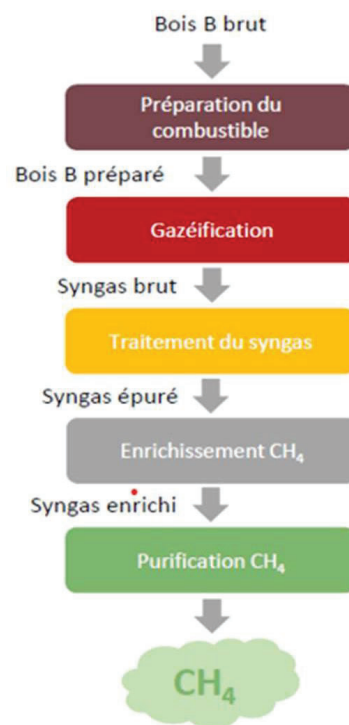 Bois B brut
Préparation du
combustible
Bois B préparé
Gazéification
Syngas brut
Traitement du syngas
Syngas épuré
Enrichissement CH₄
Syngas enrichi
Purification CH₄
CH₄